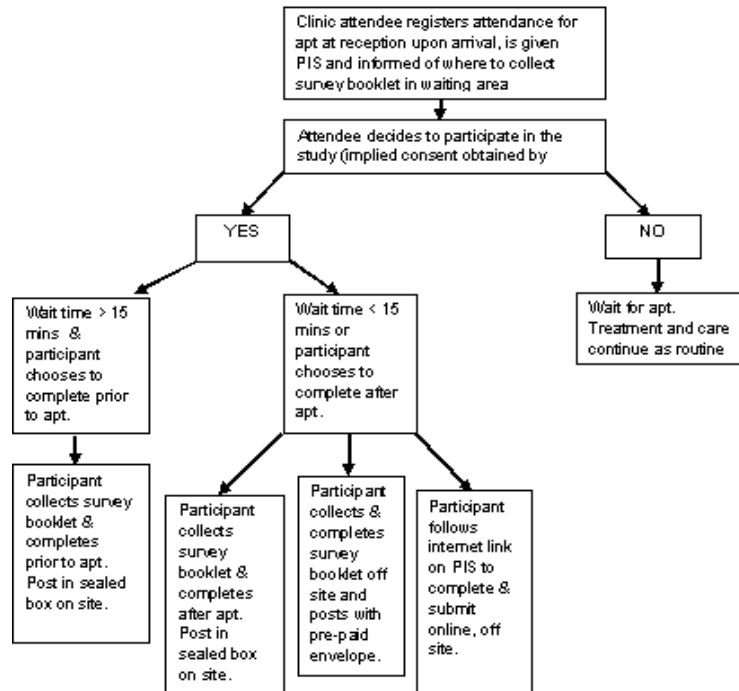 Clinic attendee registers attendance for
apt at reception upon arrival, is given
PIS and informed of where to collect
survey booklet in waiting area
Attendee decides to participate in the
study (implied consent obtained by
YES
NO
Wait time > 15
mins &
participant
chooses to
complete prior
to apt.
Wait time < 15
mins or
participant
chooses to
complete after
apt.
Wait for apt.
Treatment and care
continue as routine
Participant
collects survey
booklet &
completes
prior to apt.
Post in sealed
box on site.
Participant
collects
survey
booklet &
completes
after apt.
Post in
sealed box
on site.
Participant
collects &
completes
survey
booklet off
site and
posts with
pre-paid
envelope.
Participant
follows
internet link
on PIS to
complete &
submit
online, off
site.